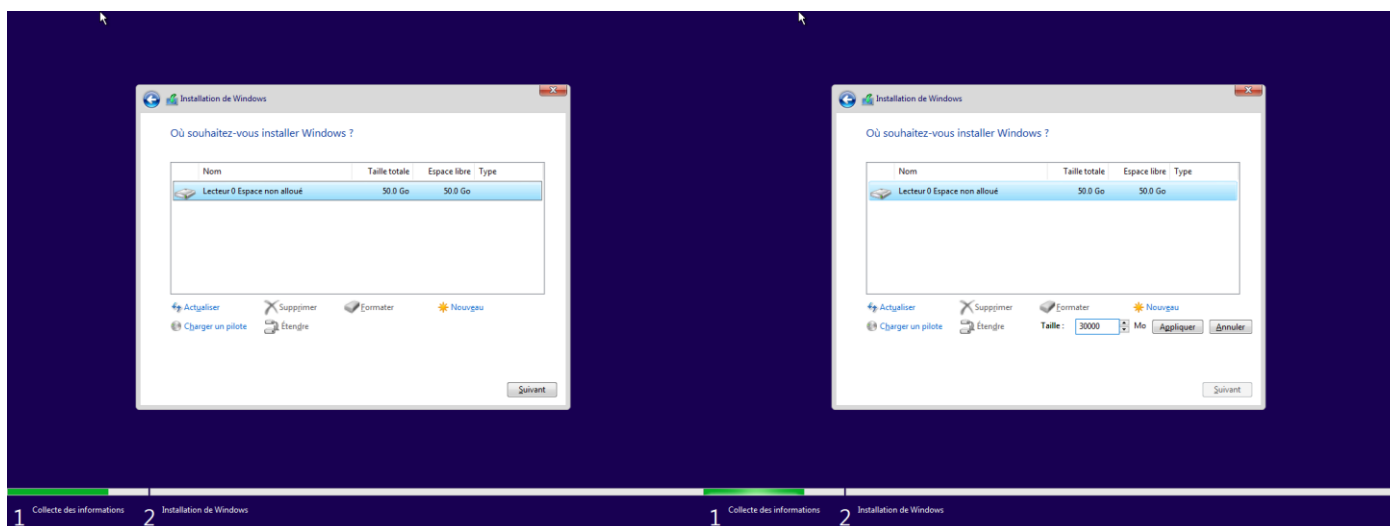 Installation de Windows
Où souhaitez-vous installer Windows ?
Nom Taille totale Espace libre Type
Lecteur 0 Espace non alloué 50.0 Go 50.0 Go
Actualiser Supprimer Formater Nouveau
Charger un pilote Étendre
Suivant
1 Collecte des informations 2 Installation de Windows
Installation de Windows
Où souhaitez-vous installer Windows ?
Nom Taille totale Espace libre Type
Lecteur 0 Espace non alloué 50.0 Go 50.0 Go
Actualiser Supprimer Formater Nouveau
Charger un pilote Étendre Taille : 30000 Mo Appliquer Annuler
Suivant
1 Collecte des informations 2 Installation de Windows